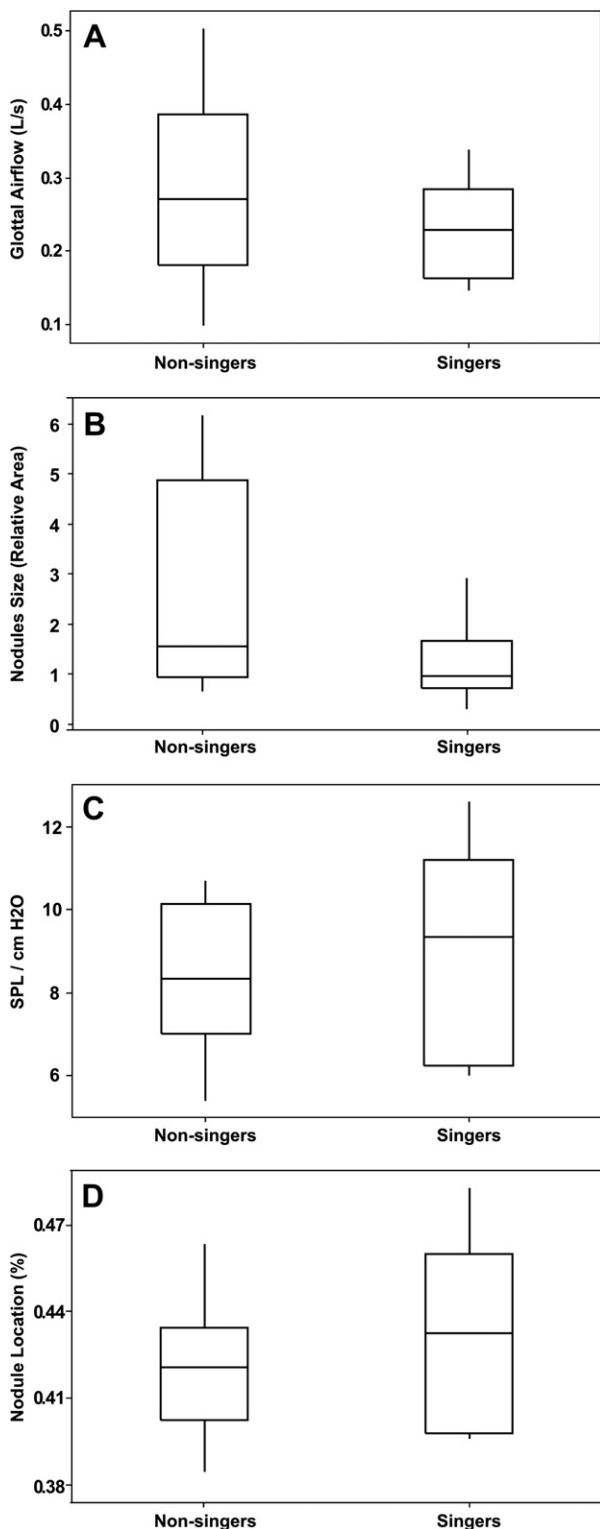 A
Glottal Airflow (L/s)
0.5
0.4
0.3
0.2
0.1
Non-singers Singers
B
Nodules Size (Relative Area)
6
5
4
3
2
1
0
Non-singers Singers
C
SPL / cm H2O
12
10
8
6
Non-singers Singers
D
Nodule Location (%)
0.47
0.44
0.41
0.38
Non-singers Singers